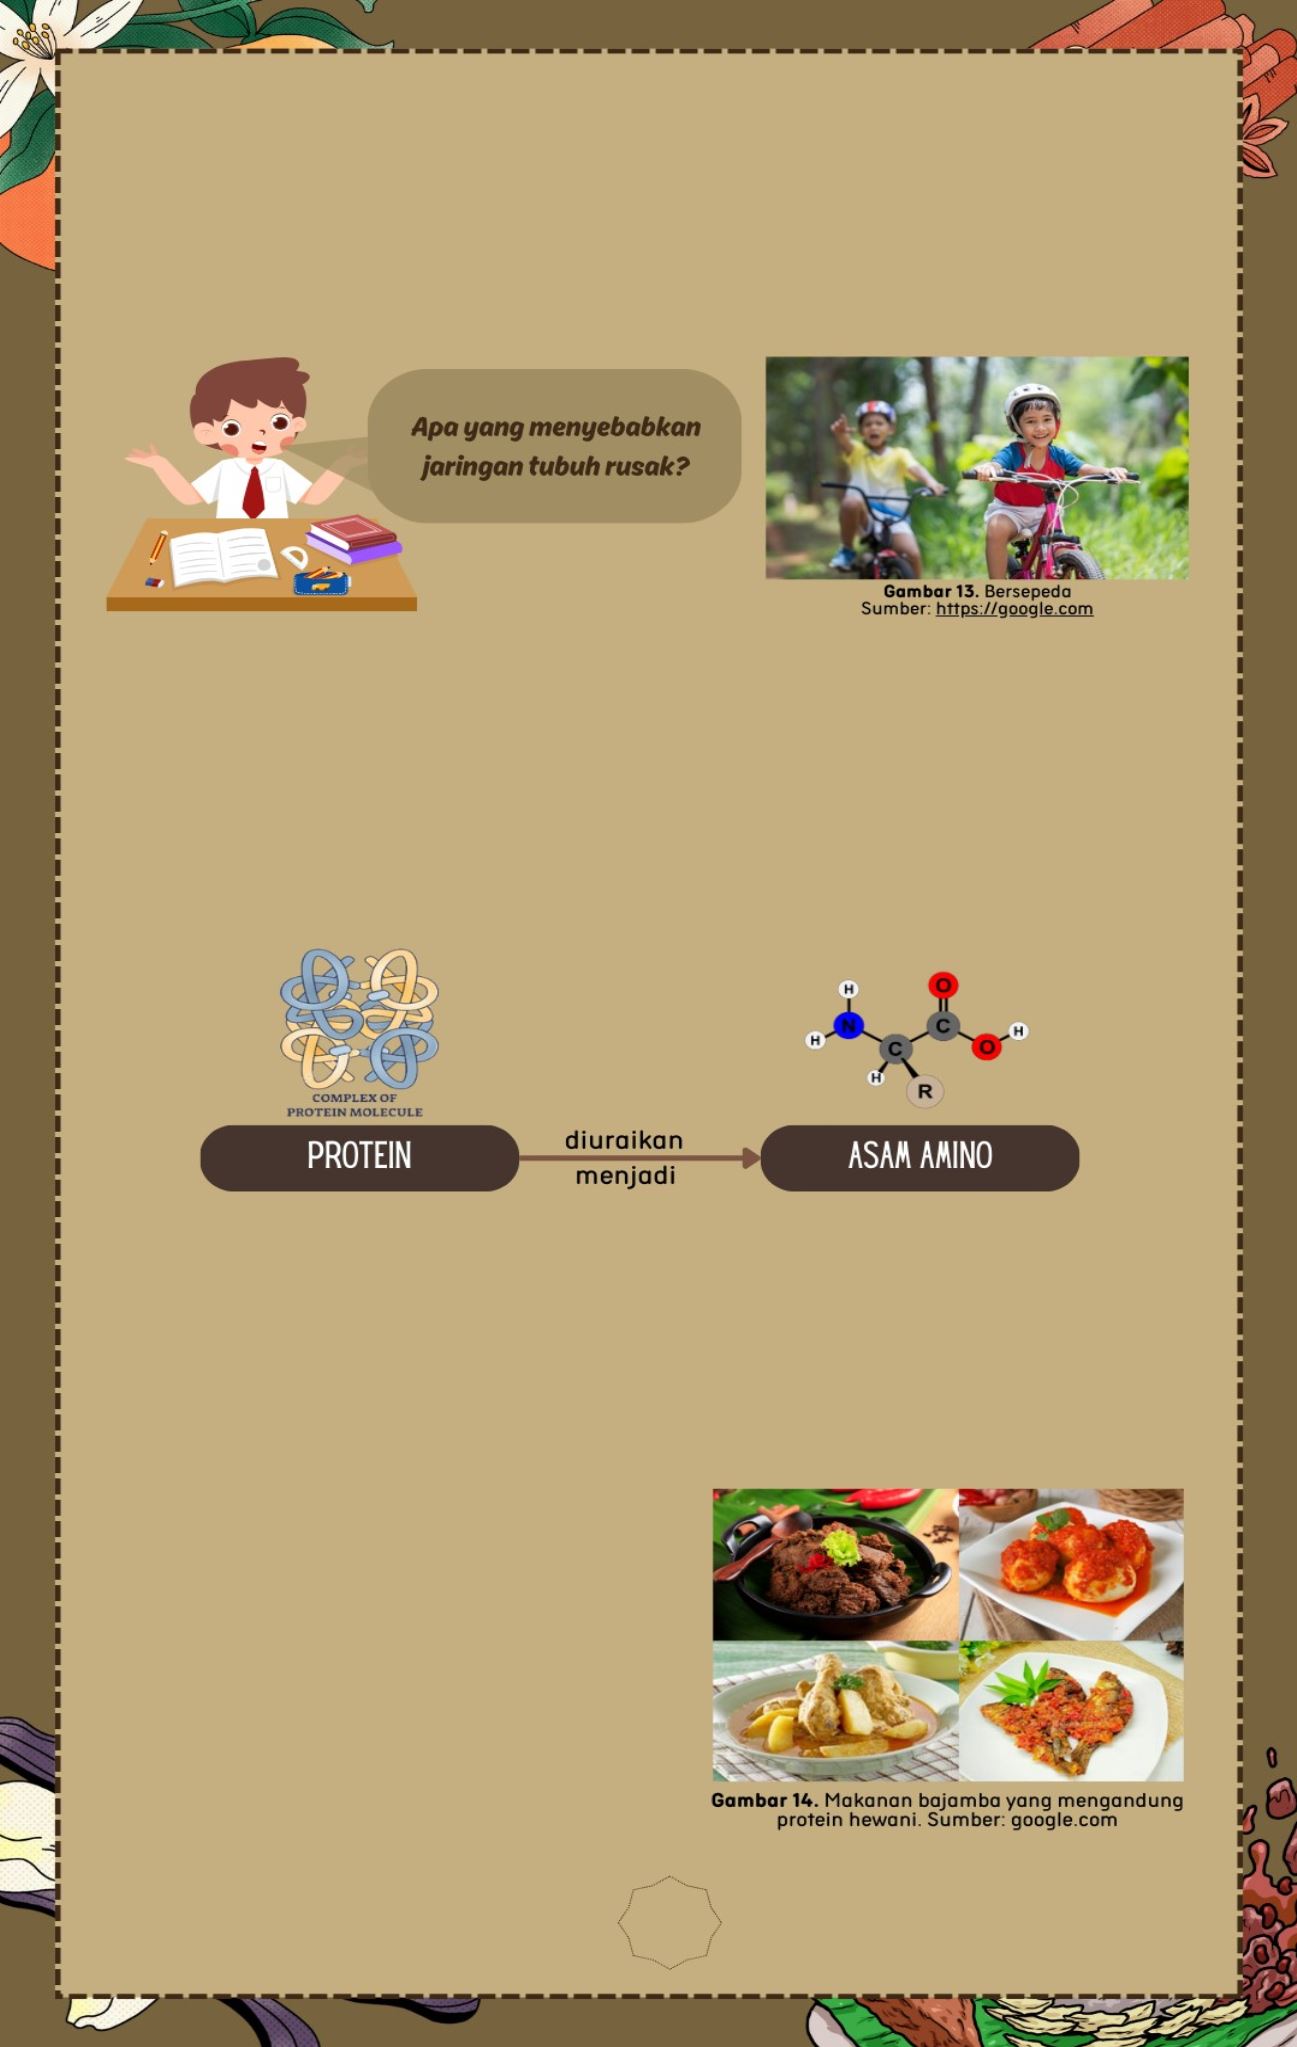 Apa yang menyebabkan
jaringan tubuh rusak?
Gambar 13. Bersepeda
Sumber: https://google.com
COMPLEX OF
PROTEIN MOLECULE
H
O
N
C
H
H
C
O
H
R
PROTEIN
diuraikan
menjadi
ASAM AMINO
Gambar 14. Makanan bajamba yang mengandung
protein hewani. Sumber: google.com